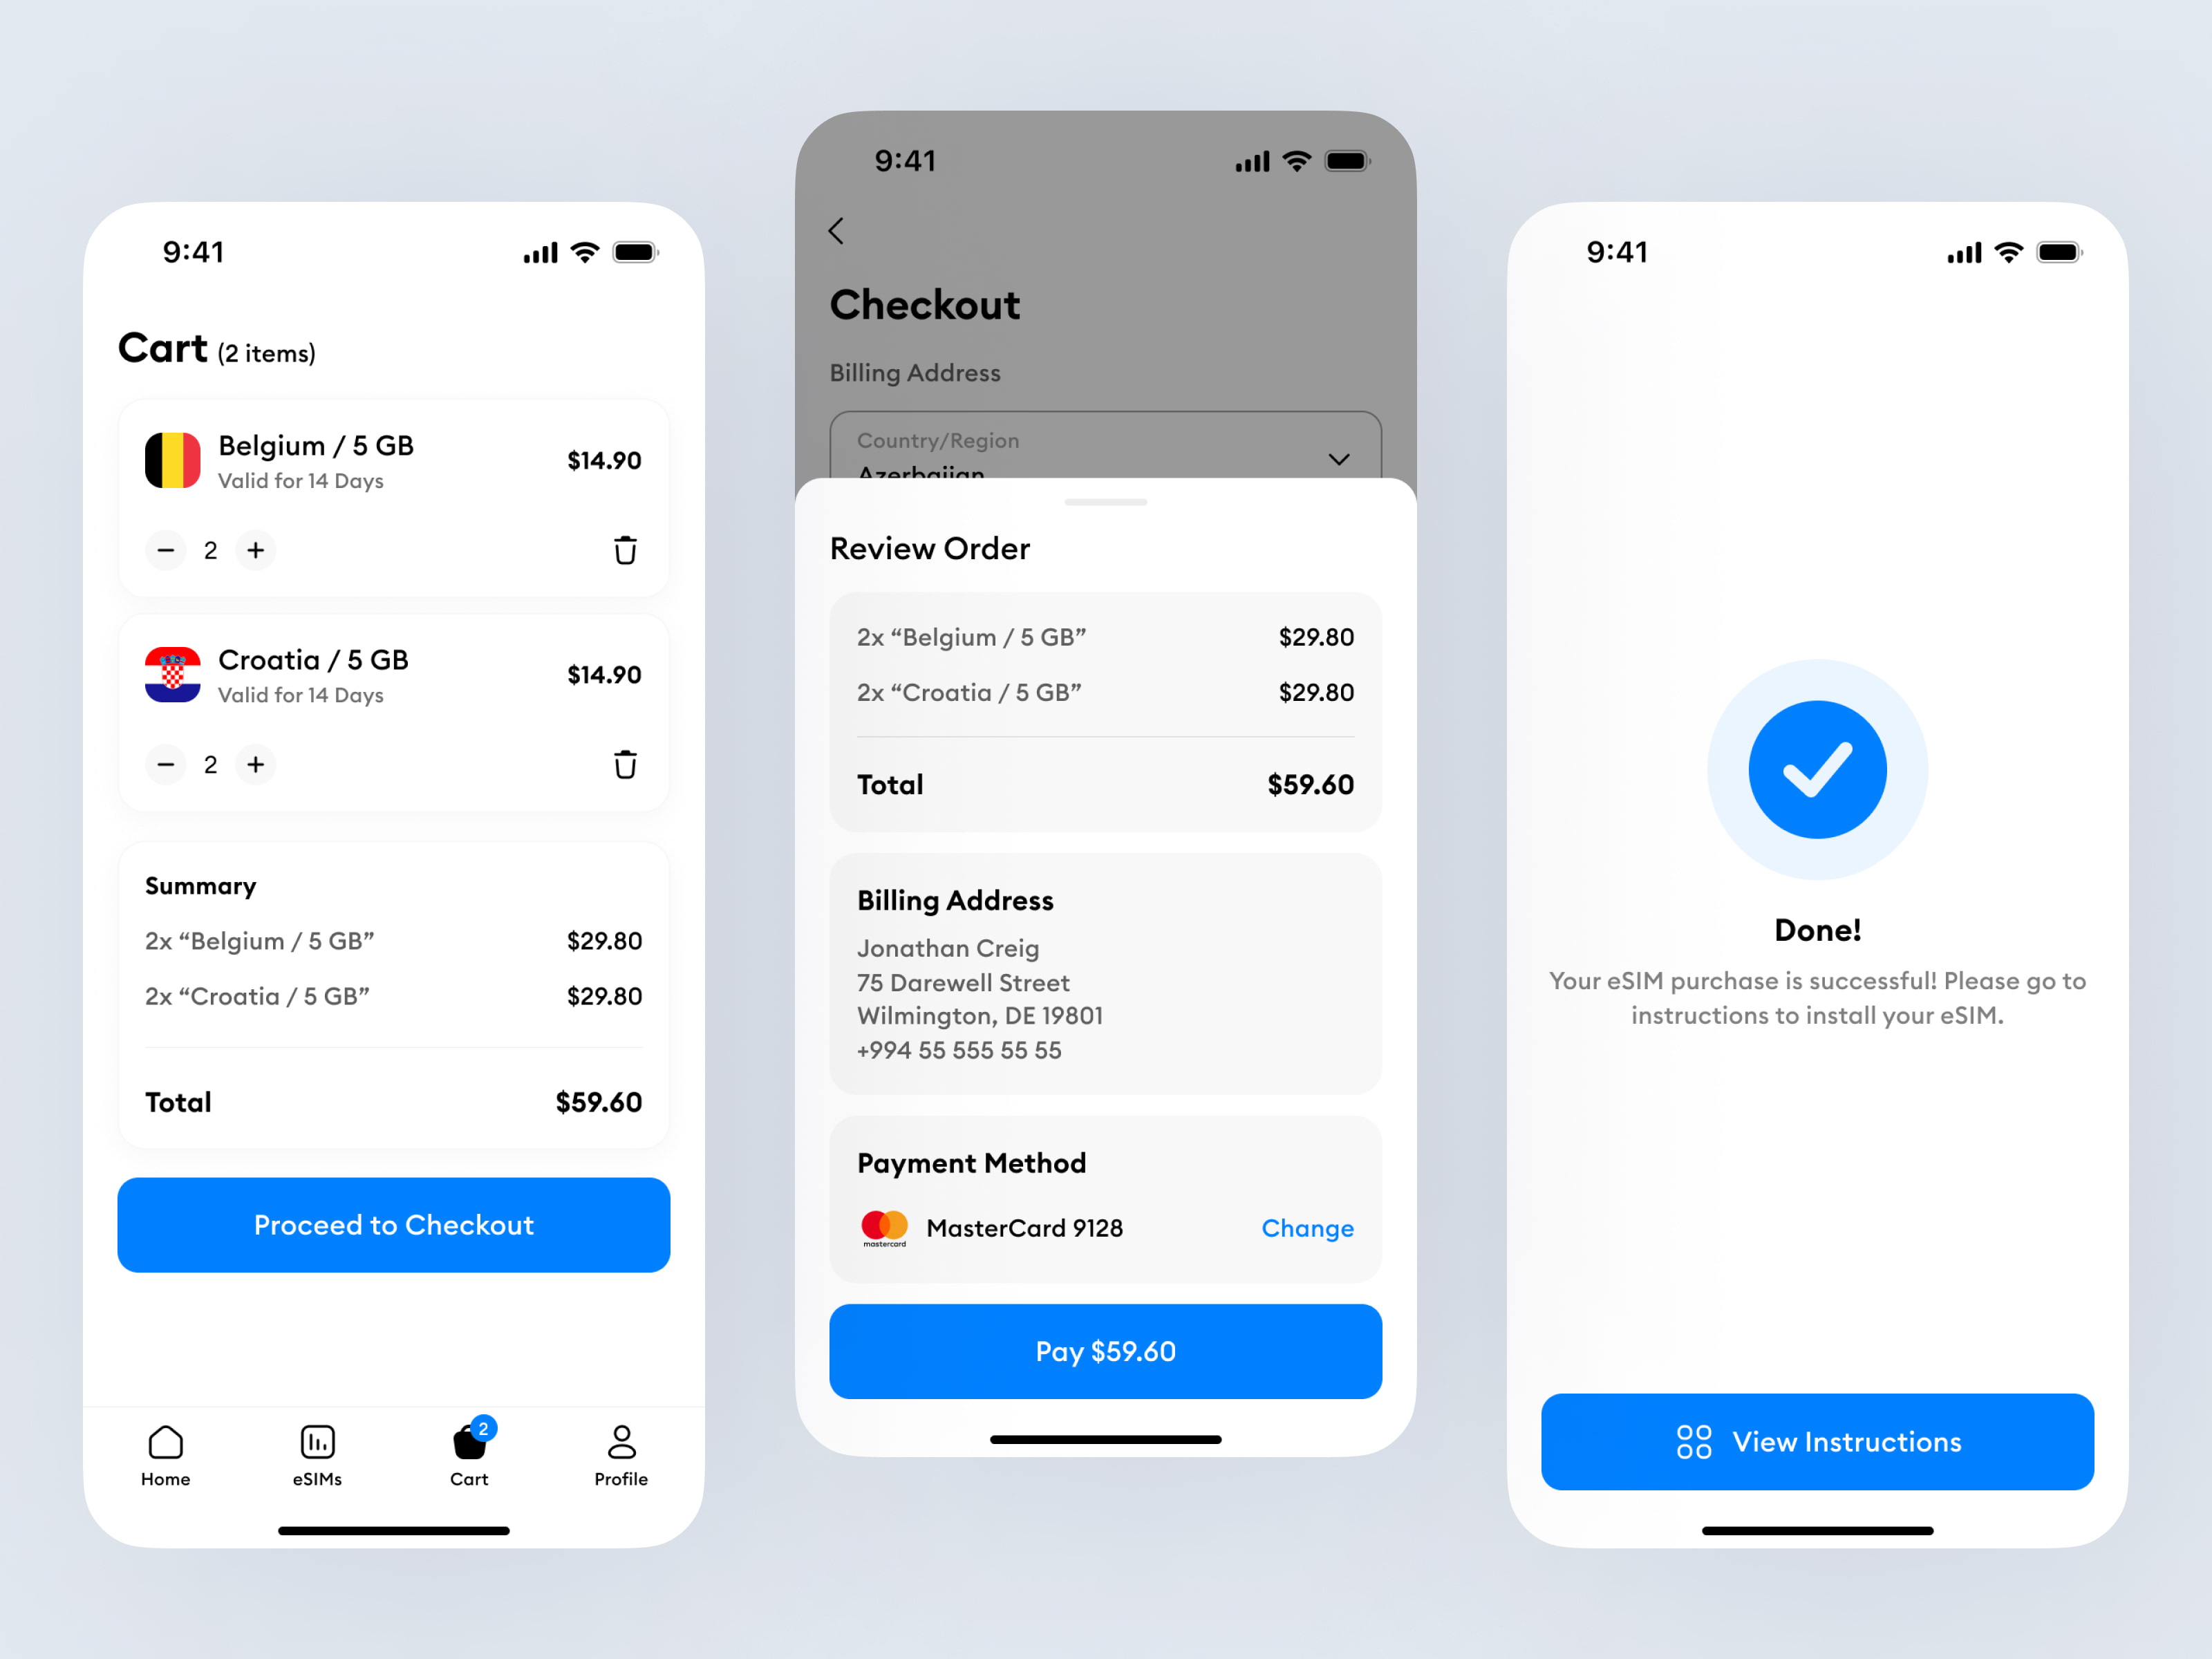 9:41
Cart (2 items)
Belgium / 5 GB
$14.90
Valid for 14 Days
2
Croatia / 5 GB
$14.90
Valid for 14 Days
2
Summary
2x “Belgium / 5 GB”
$29.80
2x “Croatia / 5 GB”
$29.80
Total
$59.60
Proceed to Checkout
2
Home
eSIMs
Cart
Profile
9:41
Checkout
Billing Address
Country/Region
Azerbaijan
Review Order
2x “Belgium / 5 GB”
$29.80
2x “Croatia / 5 GB”
$29.80
Total
$59.60
Billing Address
Jonathan Creig
75 Darewell Street
Wilmington, DE 19801
+994 55 555 55 55
Payment Method
mastercard
MasterCard 9128
Change
Pay $59.60
9:41
Done!
Your eSIM purchase is successful! Please go to
instructions to install your eSIM.
View Instructions